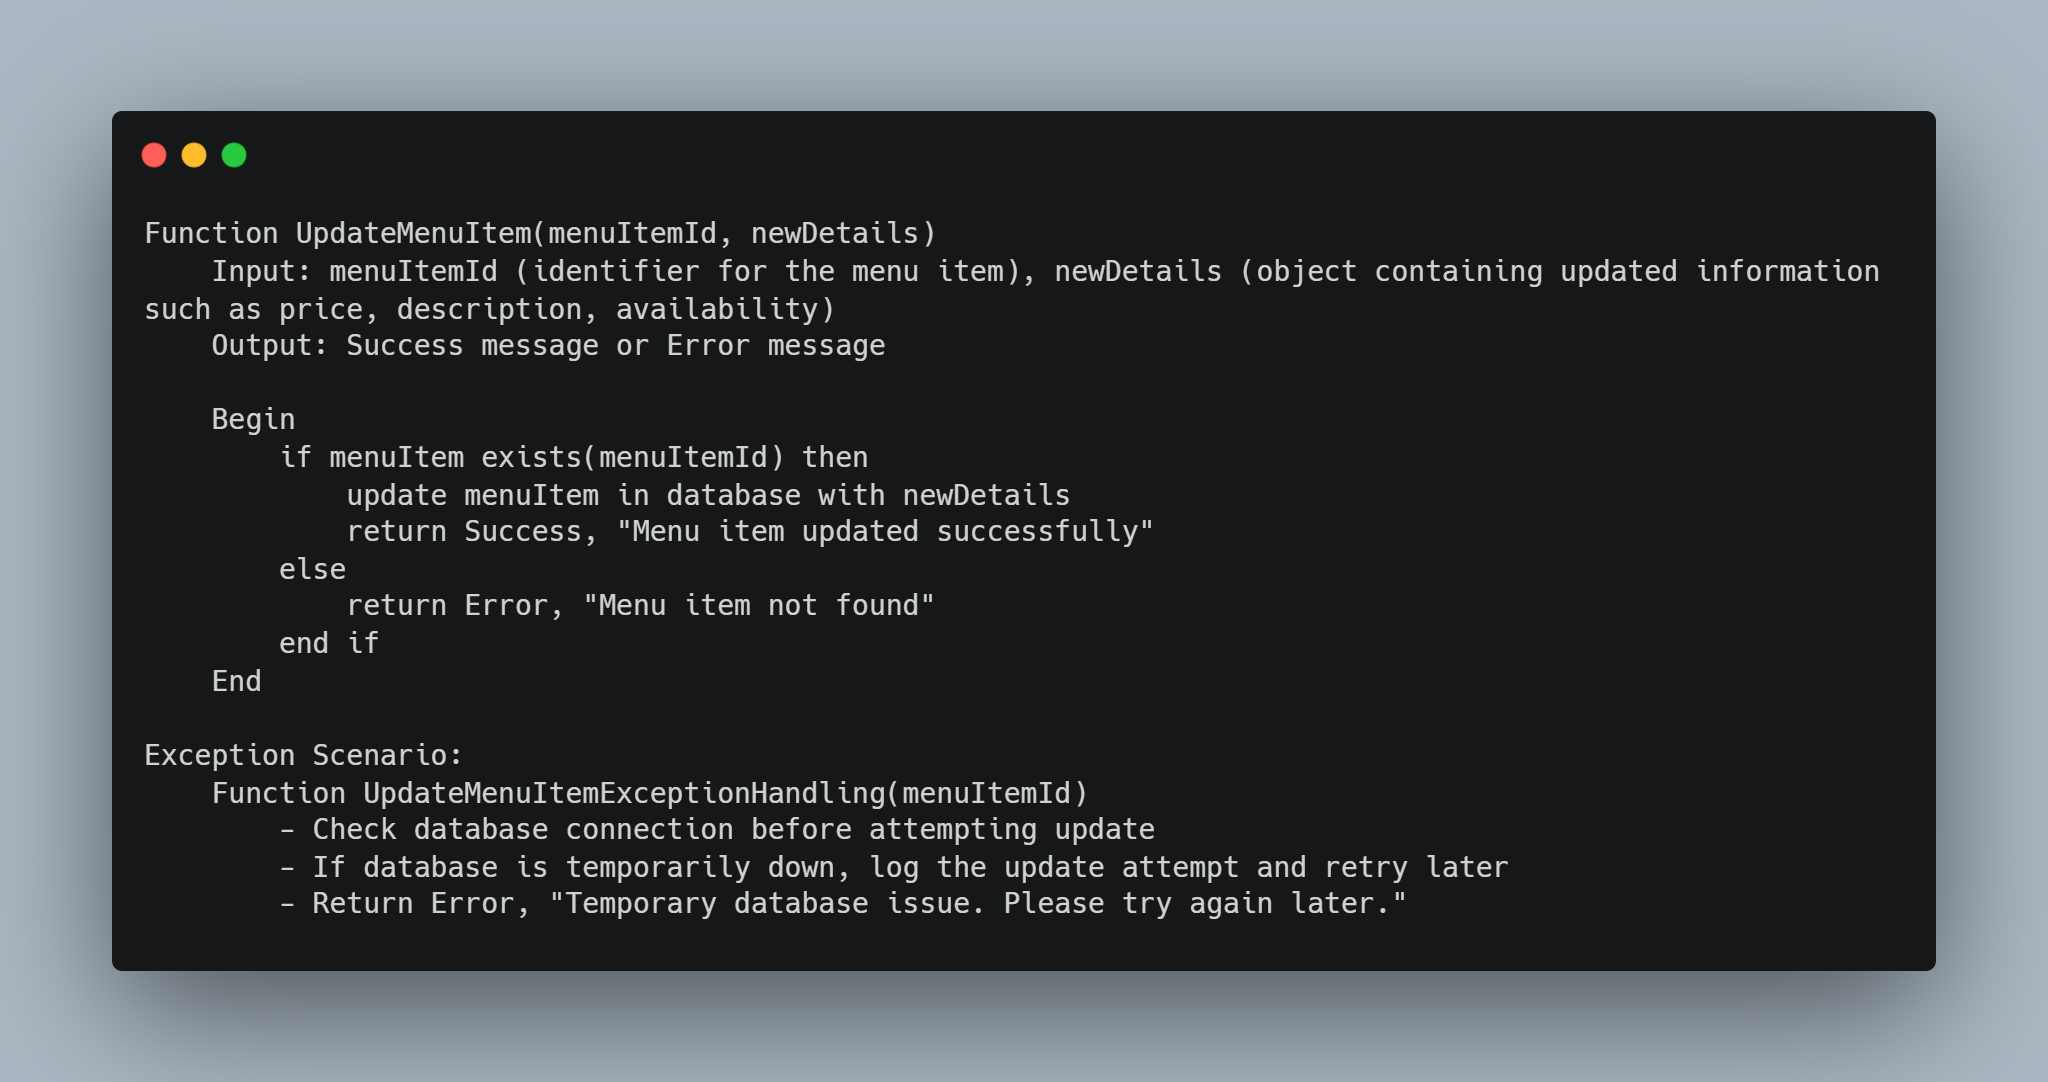 Function UpdateMenuItem(menuItemId, newDetails)
    Input: menuItemId (identifier for the menu item), newDetails (object containing updated information
such as price, description, availability)
    Output: Success message or Error message

    Begin
        if menuItem exists(menuItemId) then
            update menuItem in database with newDetails
            return Success, "Menu item updated successfully"
        else
            return Error, "Menu item not found"
        end if
    End

Exception Scenario:
    Function UpdateMenuItemExceptionHandling(menuItemId)
        - Check database connection before attempting update
        - If database is temporarily down, log the update attempt and retry later
        - Return Error, "Temporary database issue. Please try again later."